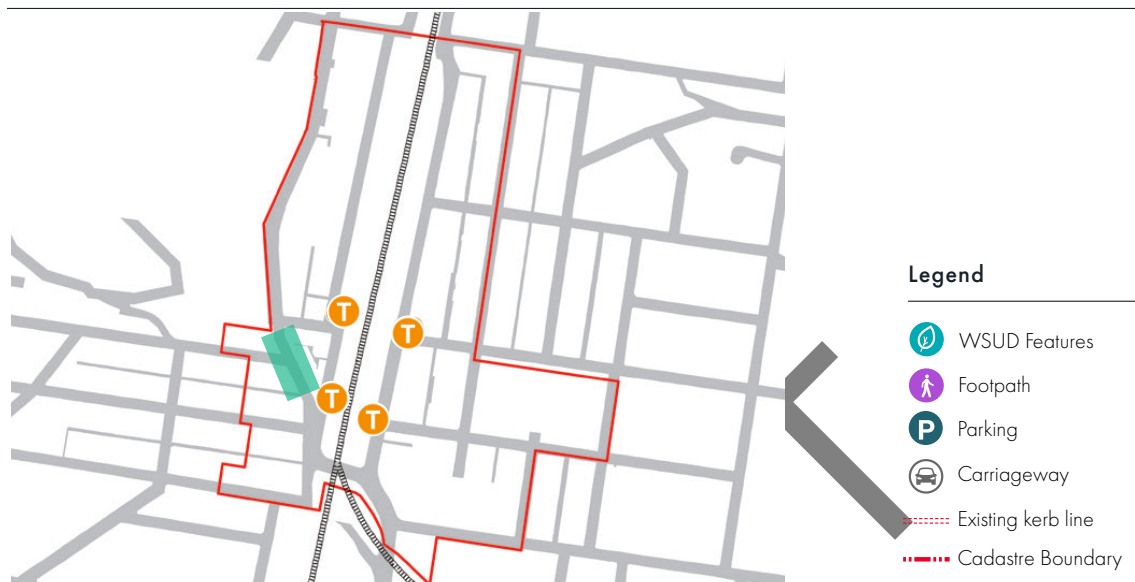 T
T
T
T
Legend
WSUD Features
Footpath
P Parking
Carriageway
Existing kerb line
Cadastre Boundary